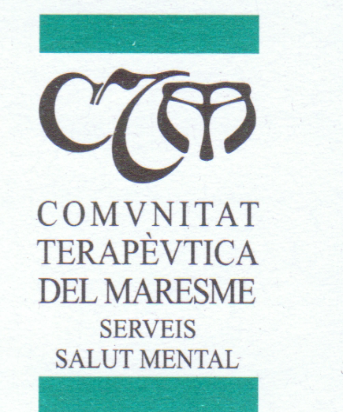 CTM
COMVNITAT
TERAPÈVTICA
DEL MARESME
SERVEIS
SALUT MENTAL